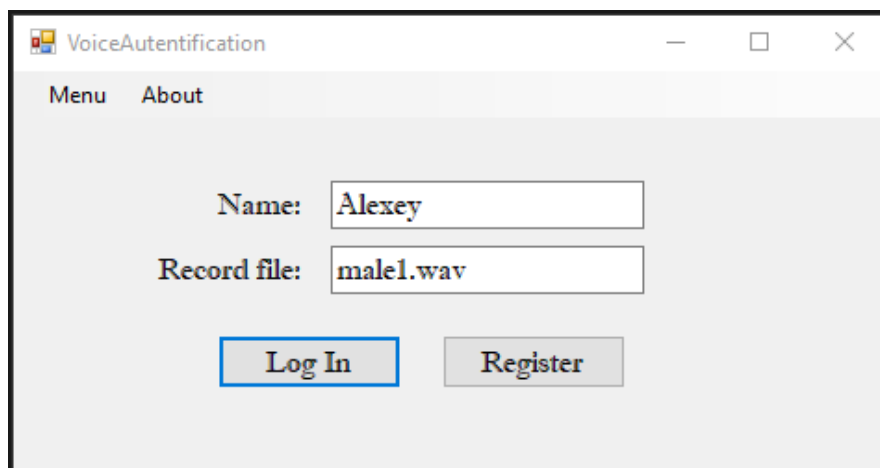 VoiceAutentification
Menu About
Name: Alexey
Record file: male1.wav
Log In Register